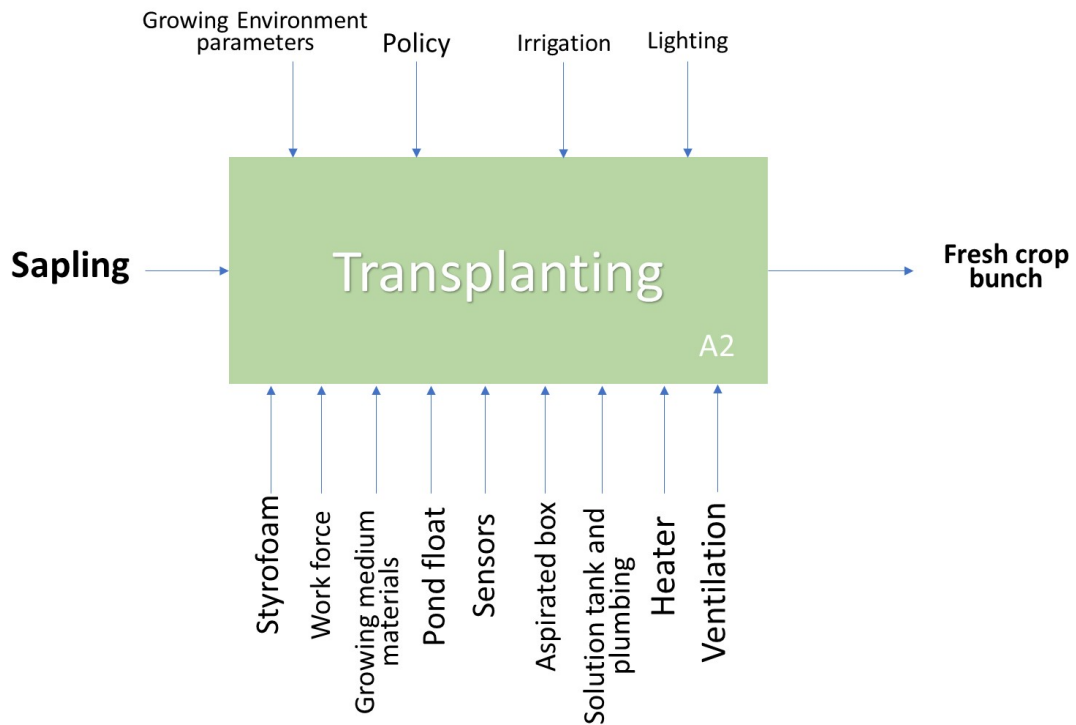 Growing Environment
parameters
Policy
Irrigation
Lighting
Sapling
Transplanting
A2
Fresh crop
bunch
Styrofoam
Work force
Growing medium
materials
Pond float
Sensors
Aspirated box
Solution tank and
plumbing
Heater
Ventilation